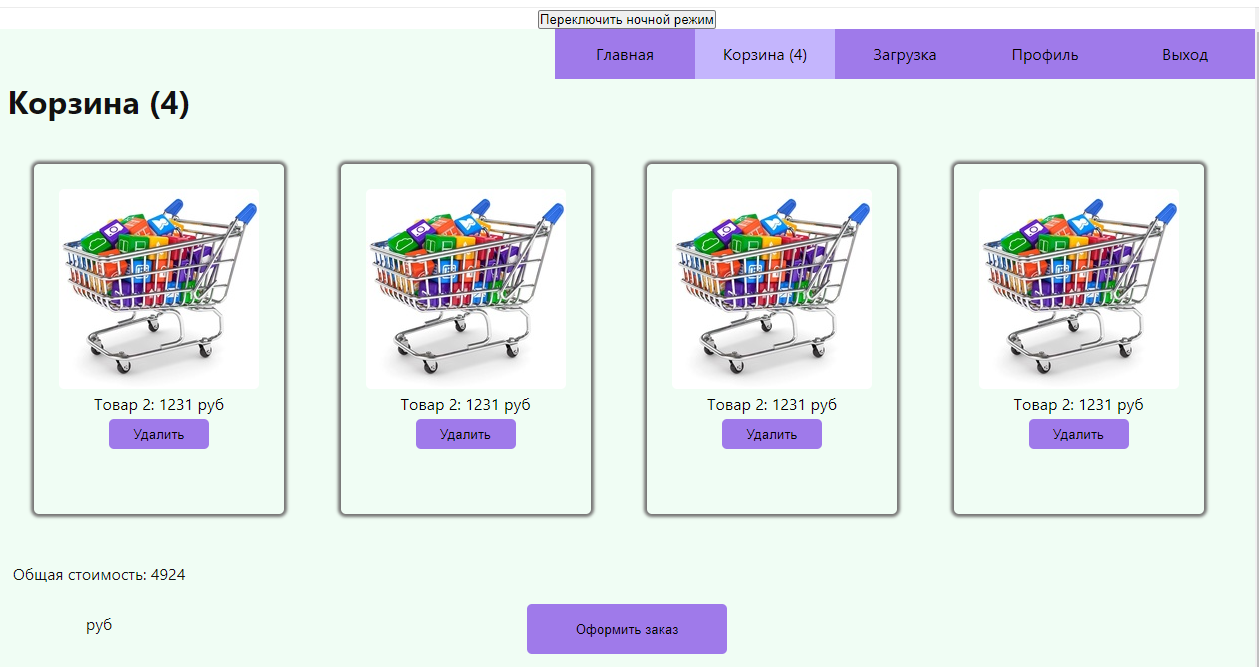 Переключить ночной режим
Главная Корзина (4) Загрузка Профиль Выход
Корзина (4)
Товар 2: 1231 руб Товар 2: 1231 руб Товар 2: 1231 руб Товар 2: 1231 руб
Удалить Удалить Удалить Удалить
Общая стоимость: 4924
руб
Оформить заказ